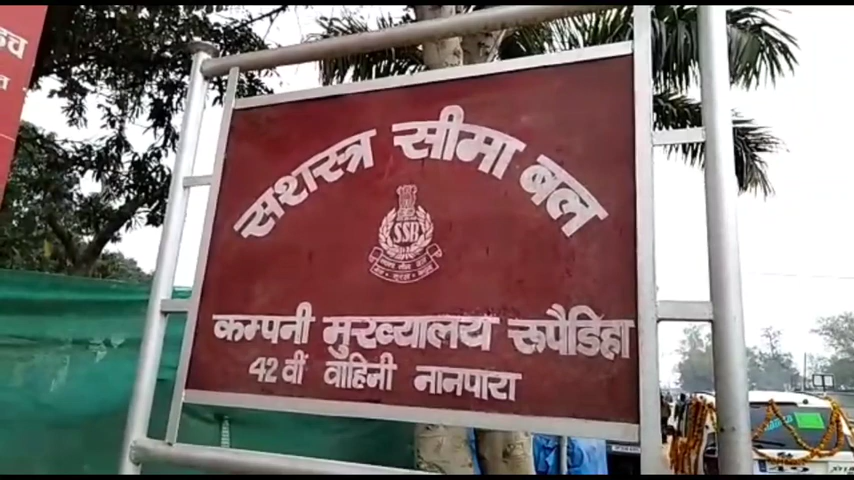 सशस्त्र सीमा बल
SSB
कम्पनी मुख्यालय रुपैडिहा
42 वीं वाहिनी नानपारा